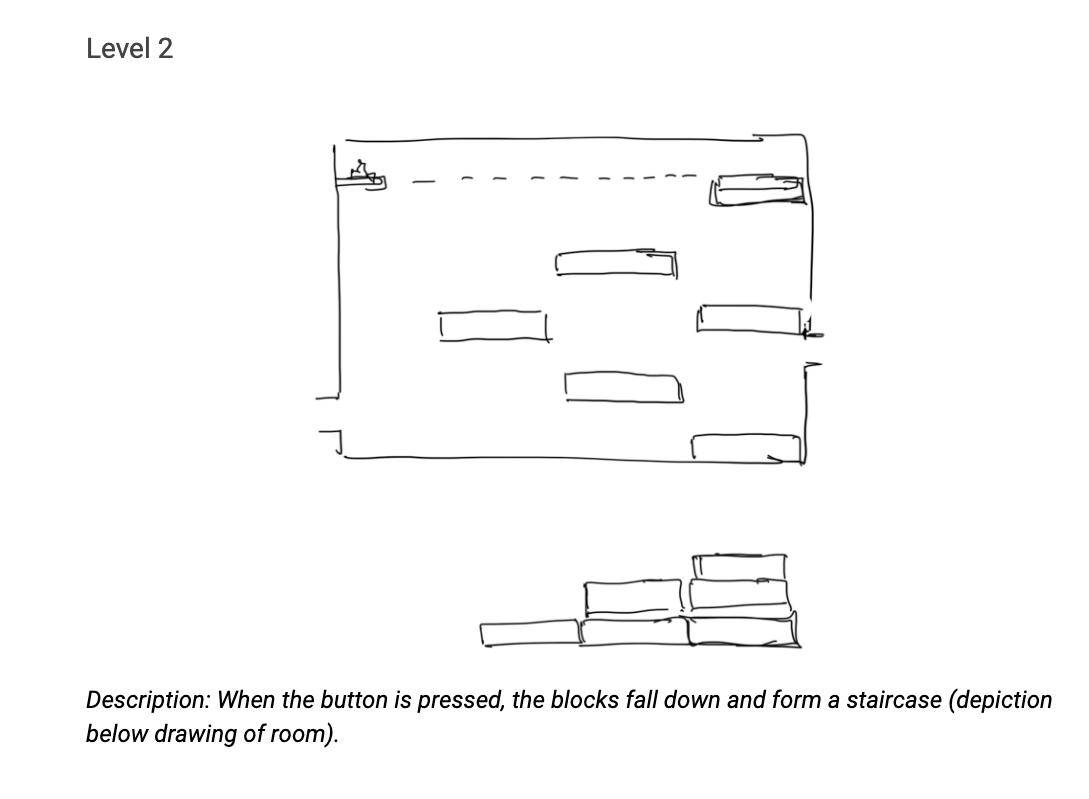 Level 2
Description: When the button is pressed, the blocks fall down and form a staircase (depiction
below drawing of room).